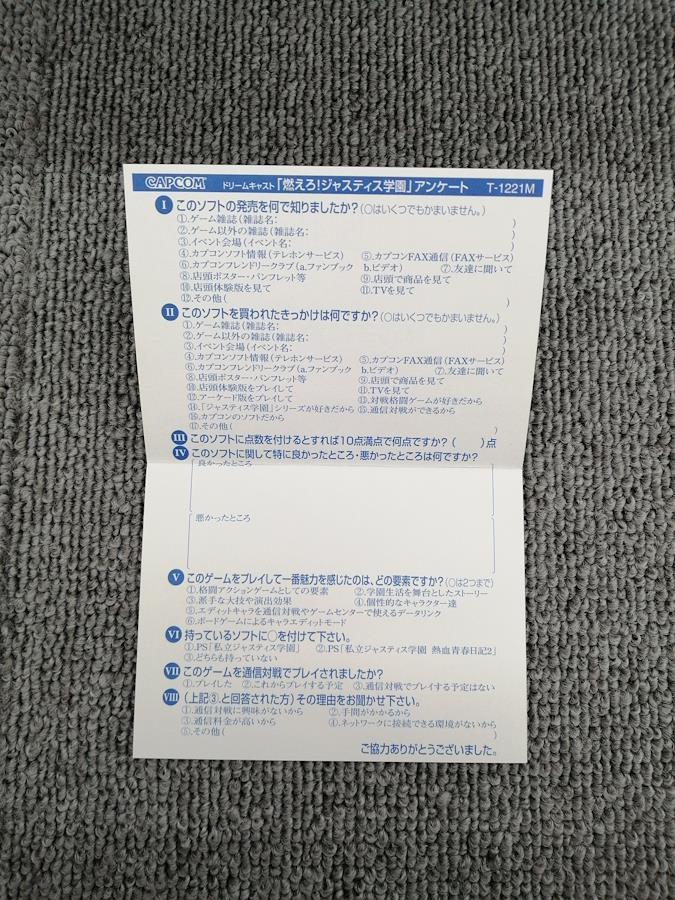 CAPCOM ドリームキャスト「燃えろ!ジャスティス学園」アンケート T-1221M
I このソフトの発売を何で知りましたか?(○はいくつでもかまいません。)
①.ゲーム雑誌(雑誌名: )
②.ゲーム以外の雑誌(雑誌名: )
③.イベント会場(イベント名: )
④.カプコンソフト情報(テレホンサービス) ⑤.カプコンFAX通信(FAXサービス)
⑥.カプコンフレンドリークラブ(a.ファンブック b.ビデオ) ⑦.友達に聞いて
⑧.店頭ポスター・パンフレット等 ⑨.店頭で商品を見て
⑩.店頭体験版を見て ⑪.TVを見て
⑫.その他( )
II このソフトを買われたきっかけは何ですか?(○はいくつでもかまいません。)
①.ゲーム雑誌(雑誌名: )
②.ゲーム以外の雑誌(雑誌名: )
③.イベント会場(イベント名: )
④.カプコンソフト情報(テレホンサービス) ⑤.カプコンFAX通信(FAXサービス)
⑥.カプコンフレンドリークラブ(a.ファンブック b.ビデオ) ⑦.友達に聞いて
⑧.店頭ポスター・パンフレット等 ⑨.店頭で商品を見て
⑩.店頭体験版をプレイして ⑪.TVを見て
⑫.アーケード版をプレイして ⑬.対戦格闘ゲームが好きだから
⑭.「ジャスティス学園」シリーズが好きだから ⑮.通信対戦ができるから
⑯.カプコンのソフトだから
⑰.その他( )
III このソフトに点数を付けるとすれば10点満点で何点ですか?( )点
IV このソフトに関して特に良かったところ・悪かったところは何ですか?
良かったところ
悪かったところ
V このゲームをプレイして一番魅力を感じたのは、どの要素ですか?(○は2つまで)
①.格闘アクションゲームとしての要素 ②.学園生活を舞台としたストーリー
③.派手な大技や演出効果 ④.個性的なキャラクター達
⑤.エディットキャラを通信対戦やゲームセンターで使えるデータリンク
⑥.ボードゲームによるキャラエディットモード
VI 持っているソフトに○を付けて下さい。
①.PS「私立ジャスティス学園」 ②.PS「私立ジャスティス学園 熱血青春日記2」
③.どちらも持っていない
VII このゲームを通信対戦でプレイされましたか?
①.プレイした ②.これからプレイする予定 ③.通信対戦でプレイする予定はない
VIII (上記③.と回答された方)その理由をお聞かせ下さい。
①.通信対戦に興味がないから ②.手間がかかるから
③.通信料金が高いから ④.ネットワークに接続できる環境がないから
⑤.その他( )
ご協力ありがとうございました。